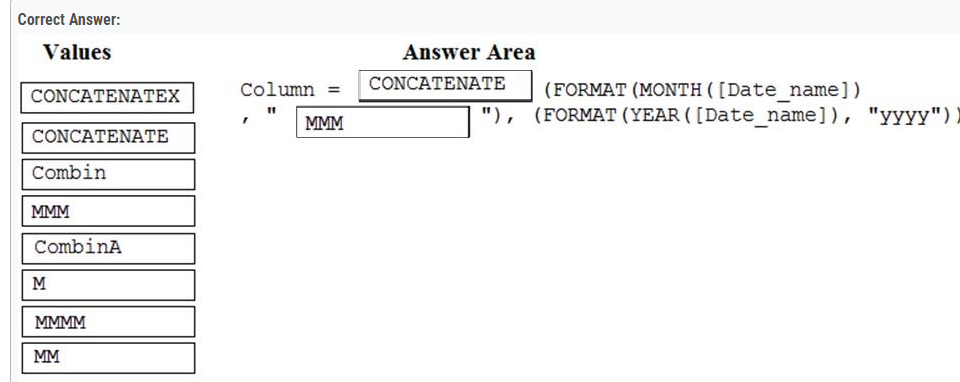 Correct Answer:
Values
Answer Area
CONCATENATEX
CONCATENATE
Combin
MMM
CombinA
M
MMMM
MM
Column = CONCATENATE (FORMAT(MONTH([Date_name])
, " MMM "), (FORMAT(YEAR([Date_name]), "yyyy"))